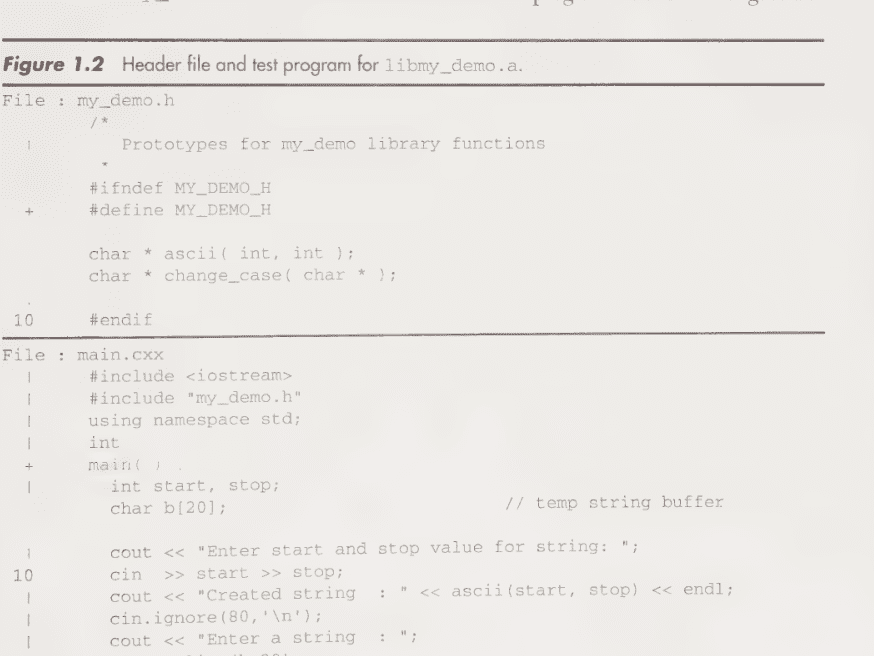 Figure 1.2 Header file and test program for libmy_demo.a.
File : my_demo.h
/*
| Prototypes for my_demo library functions
*
#ifndef MY_DEMO_H
+ #define MY_DEMO_H
char * ascii( int, int );
char * change_case( char * );
.
10 #endif
File : main.cxx
| #include <iostream>
| #include "my_demo.h"
| using namespace std;
| int
+ main( )
| int start, stop;
char b[20]; // temp string buffer
| cout << "Enter start and stop value for string: ";
10 cin >> start >> stop;
| cout << "Created string : " << ascii(start, stop) << endl;
| cin.ignore(80,'\n');
| cout << "Enter a string : ";